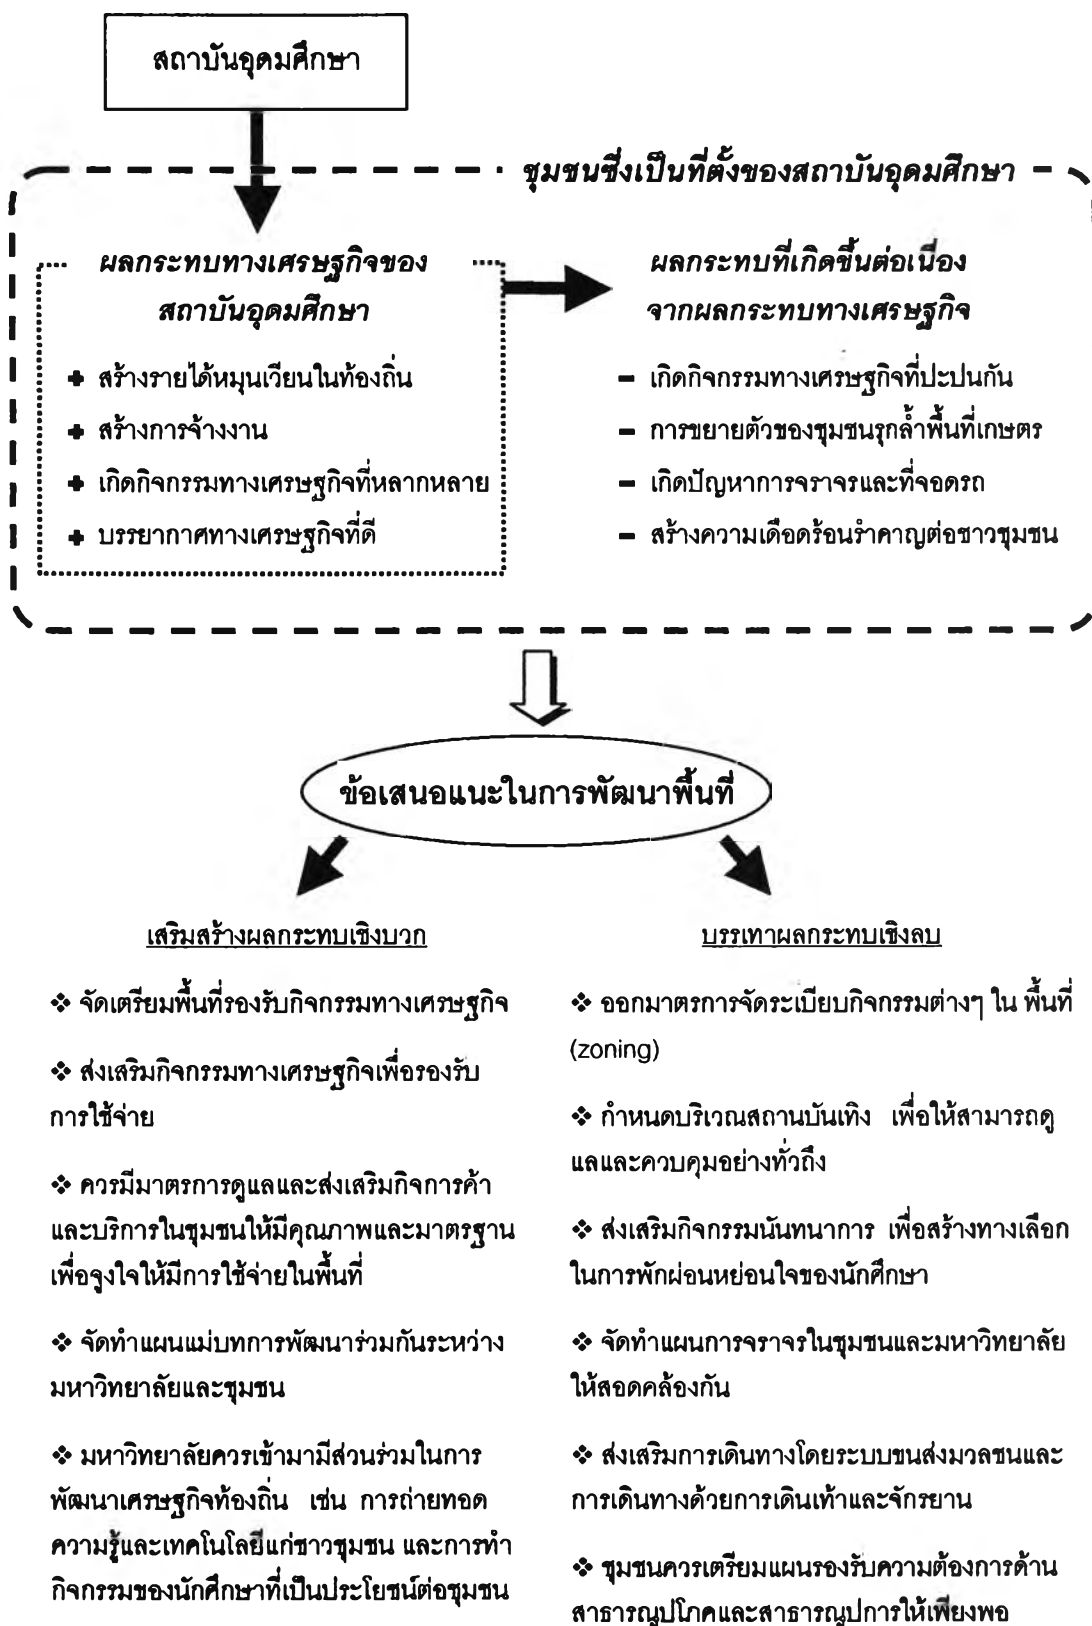 สถาบันอุดมศึกษา
ชุมชนซึ่งเป็นที่ตั้งของสถาบันอุดมศึกษา
ผลกระทบทางเศรษฐกิจของ
สถาบันอุดมศึกษา
+ สร้างรายได้หมุนเวียนในท้องถิ่น
+ สร้างการจ้างงาน
+ เกิดกิจกรรมทางเศรษฐกิจที่หลากหลาย
+ บรรยากาศทางเศรษฐกิจที่ดี
ผลกระทบที่เกิดขึ้นต่อเนื่อง
จากผลกระทบทางเศรษฐกิจ
- เกิดกิจกรรมทางเศรษฐกิจที่ปะปนกัน
- การขยายตัวของชุมชนรุกล้ำพื้นที่เกษตร
- เกิดปัญหาการจราจรและที่จอดรถ
- สร้างความเดือดร้อนรำคาญต่อชาวชุมชน
ข้อเสนอแนะในการพัฒนาพื้นที่
เสริมสร้างผลกระทบเชิงบวก
❖ จัดเตรียมพื้นที่รองรับกิจกรรมทางเศรษฐกิจ
❖ ส่งเสริมกิจกรรมทางเศรษฐกิจเพื่อรองรับ
การใช้จ่าย
❖ ควรมีมาตรการดูแลและส่งเสริมกิจการค้า
และบริการในชุมชนให้มีคุณภาพและมาตรฐาน
เพื่อจูงใจให้มีการใช้จ่ายในพื้นที่
❖ จัดทำแผนแม่บทการพัฒนาร่วมกันระหว่าง
มหาวิทยาลัยและชุมชน
❖ มหาวิทยาลัยควรเข้ามามีส่วนร่วมในการ
พัฒนาเศรษฐกิจท้องถิ่น เช่น การถ่ายทอด
ความรู้และเทคโนโลยีแก่ชาวชุมชน และการทำ
กิจกรรมของนักศึกษาที่เป็นประโยชน์ต่อชุมชน
บรรเทาผลกระทบเชิงลบ
❖ ออกมาตรการจัดระเบียบกิจกรรมต่างๆ ใน พื้นที่
(zoning)
❖ กำหนดบริเวณสถานบันเทิง เพื่อให้สามารถดู
แลและควบคุมอย่างทั่วถึง
❖ ส่งเสริมกิจกรรมนันทนาการ เพื่อสร้างทางเลือก
ในการพักผ่อนหย่อนใจของนักศึกษา
❖ จัดทำแผนการจราจรในชุมชนและมหาวิทยาลัย
ให้สอดคล้องกัน
❖ ส่งเสริมการเดินทางโดยระบบขนส่งมวลชนและ
การเดินทางด้วยการเดินเท้าและจักรยาน
❖ ชุมชนควรเตรียมแผนรองรับความต้องการด้าน
สาธารณูปโภคและสาธารณูปการให้เพียงพอ